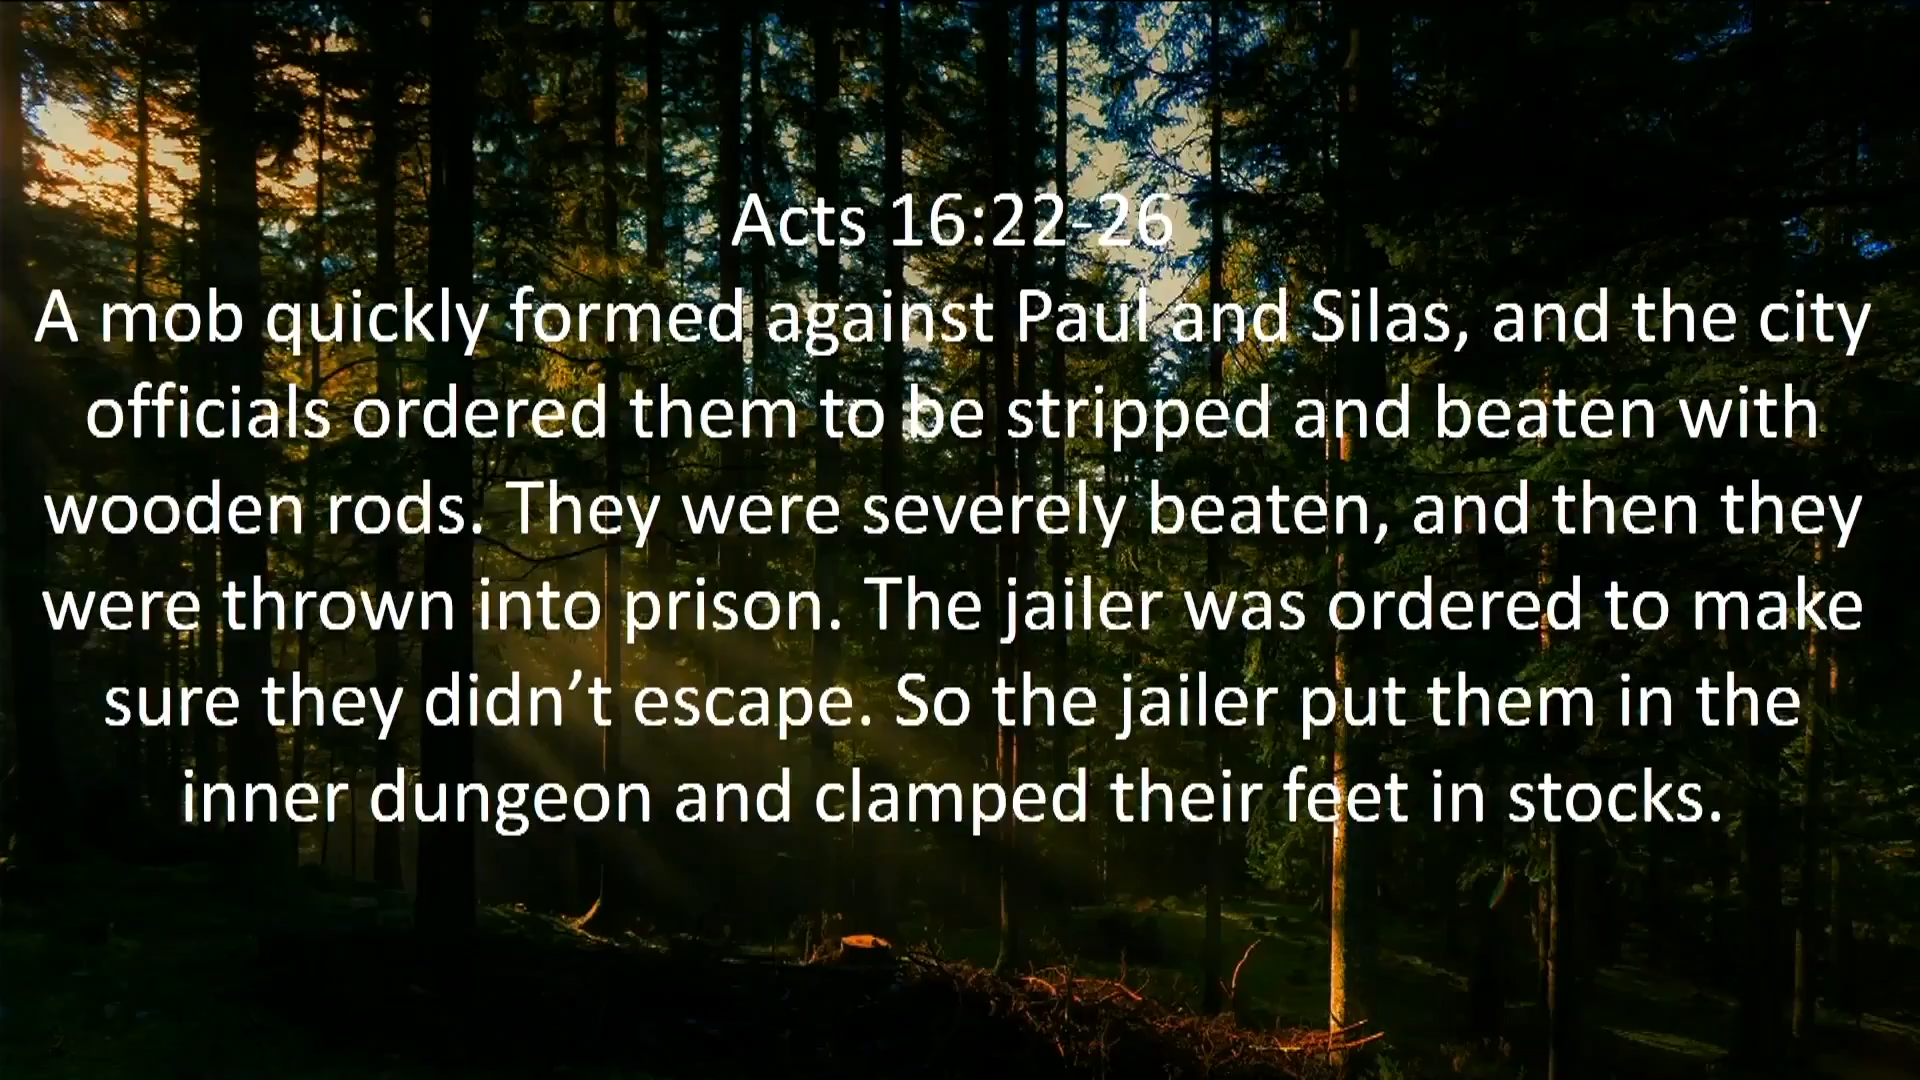 Acts 16:22-26
A mob quickly formed against Paul and Silas, and the city
officials ordered them to be stripped and beaten with
wooden rods. They were severely beaten, and then they
were thrown into prison. The jailer was ordered to make
sure they didn’t escape. So the jailer put them in the
inner dungeon and clamped their feet in stocks.